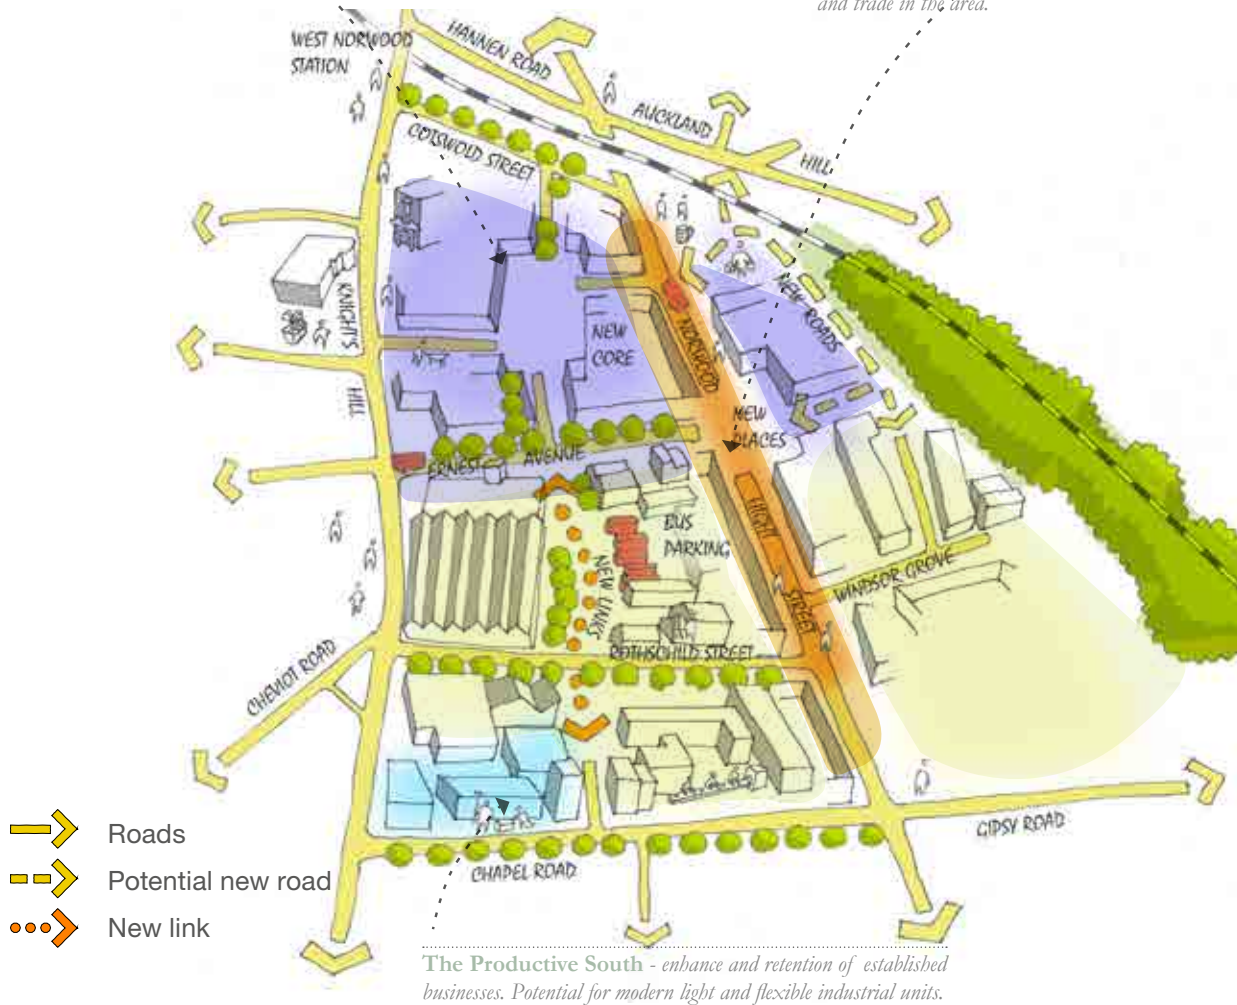 and trade in the area.
WEST NORWOOD
STATION
HANNEN ROAD
AUCKLAND
HILL
COTSWOLD STREET
KNIGHT'S
HILL
NEW
CORE
NORWOOD
NEW ROADS
NEW
PLACES
ERNEST
AVENUE
HIGH
STREET
BUS
PARKING
NEW LINKS
WINDSOR GROVE
ROTHSCHILD STREET
CHEVIOT ROAD
GIPSY ROAD
CHAPEL ROAD
Roads
Potential new road
New link
The Productive South - enhance and retention of established
businesses. Potential for modern light and flexible industrial units.